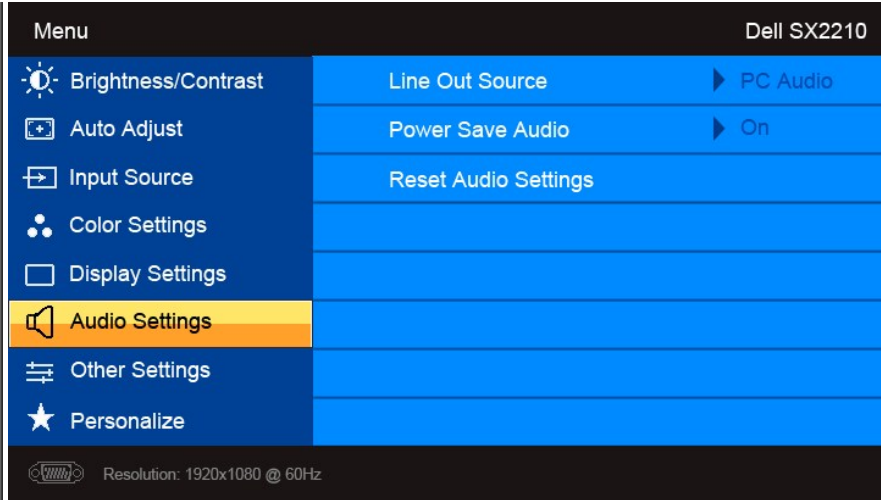 Menu Dell SX2210
Brightness/Contrast Line Out Source PC Audio
Auto Adjust Power Save Audio On
Input Source Reset Audio Settings
Color Settings
Display Settings
Audio Settings
Other Settings
Personalize
Resolution: 1920x1080 @ 60Hz